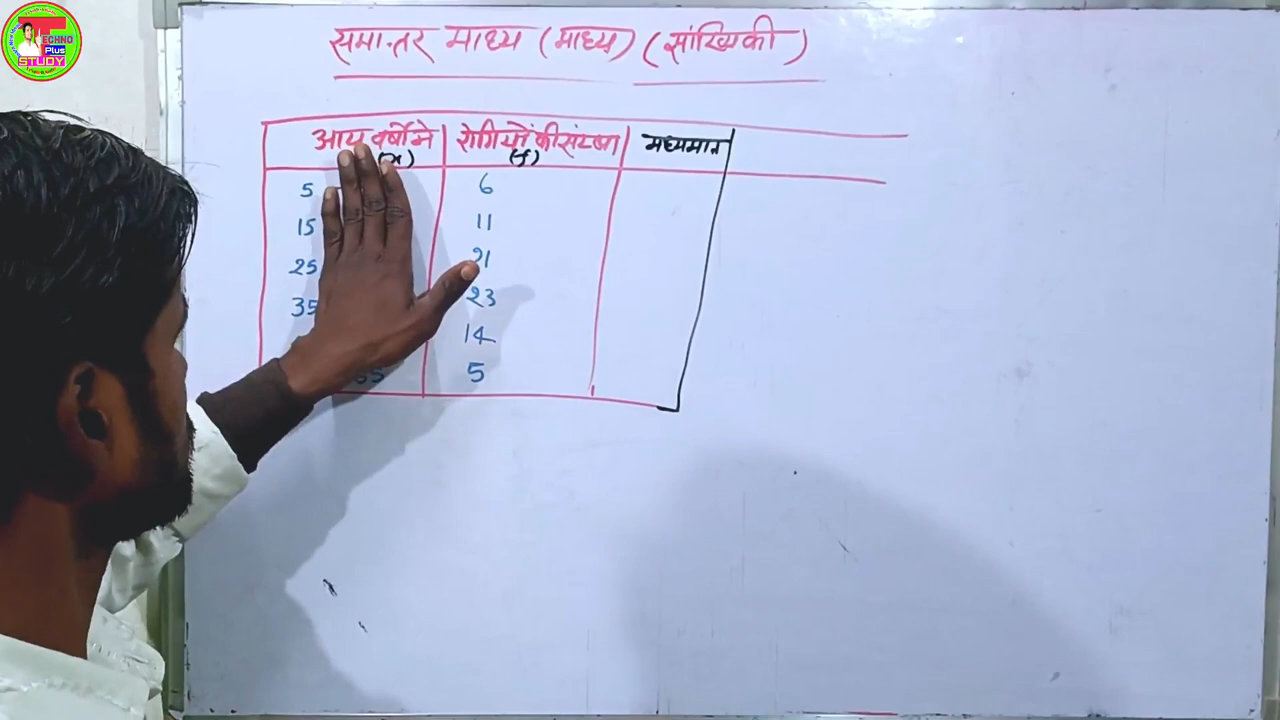 TECHNO
Plus
STUDY
समान्तर माध्य (माध्य) (सांख्यिकी)
आयु वर्षो मे रोगियों की संख्या मध्यमान
(x) (f)
5 6
15 11
25 21
35 23
14
65 5